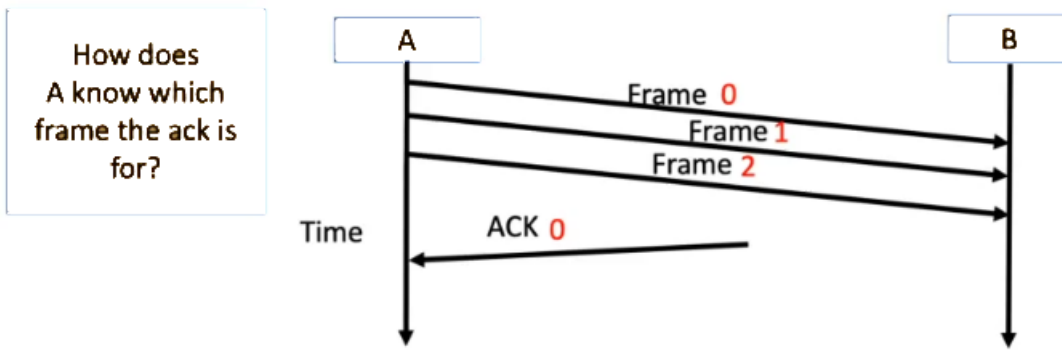 How does
A know which
frame the ack is
for?
A
B
Frame 0
Frame 1
Frame 2
Time
ACK 0